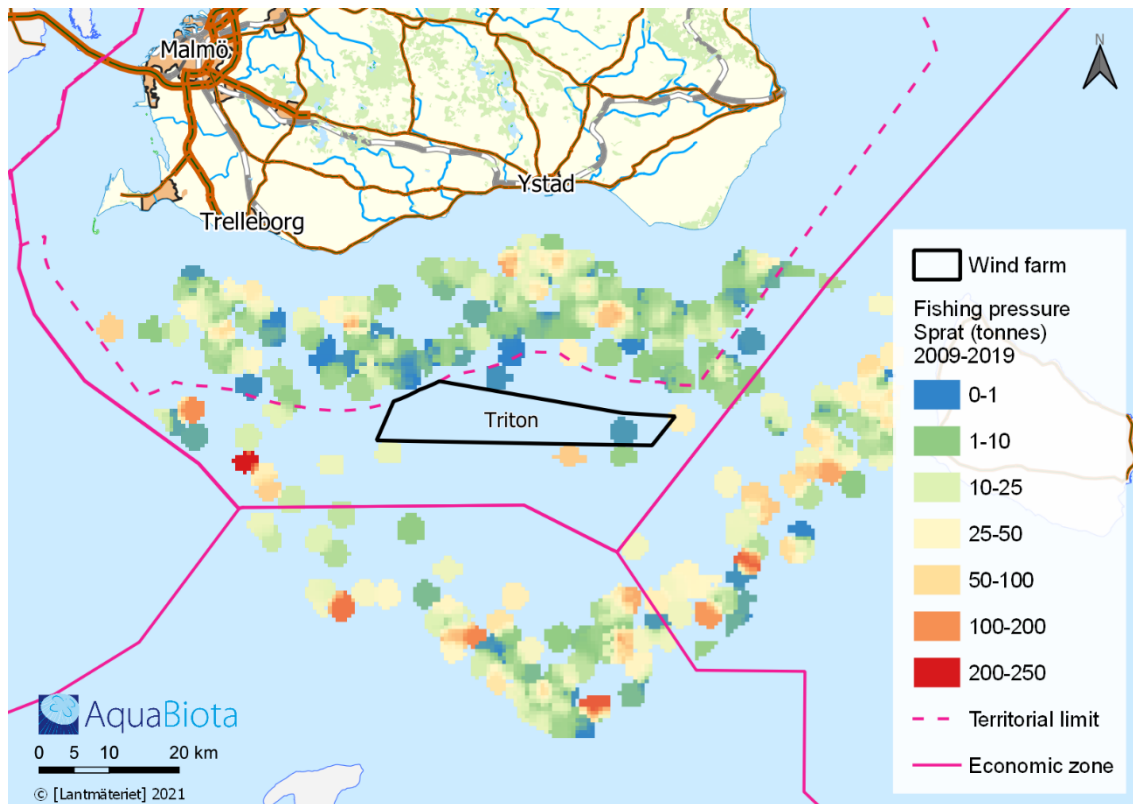 Malmö
Trelleborg
Ystad
N
Triton
Wind farm
Fishing pressure
Sprat (tonnes)
2009-2019
0-1
1-10
10-25
25-50
50-100
100-200
200-250
Territorial limit
Economic zone
AquaBiota
0 5 10 20 km
© [Lantmäteriet] 2021